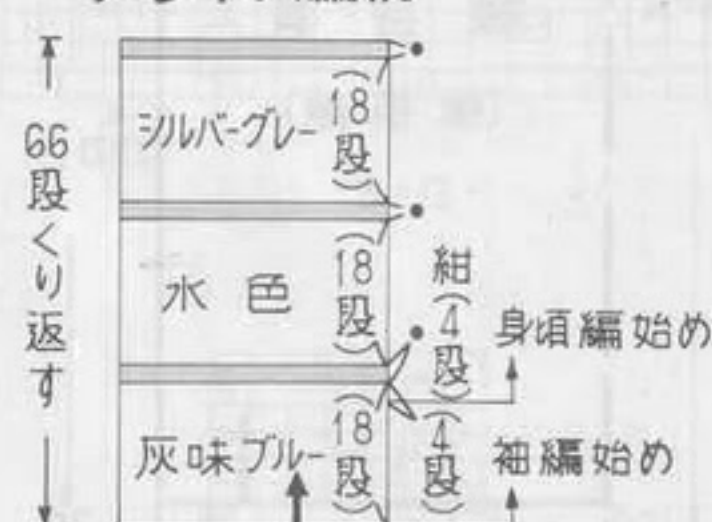 66段くり返す
シルバーグレー
(18段)
水色
(18段)
紺(4段)
身頃編始め
灰味ブルー
(18段)
(4段)
袖編始め